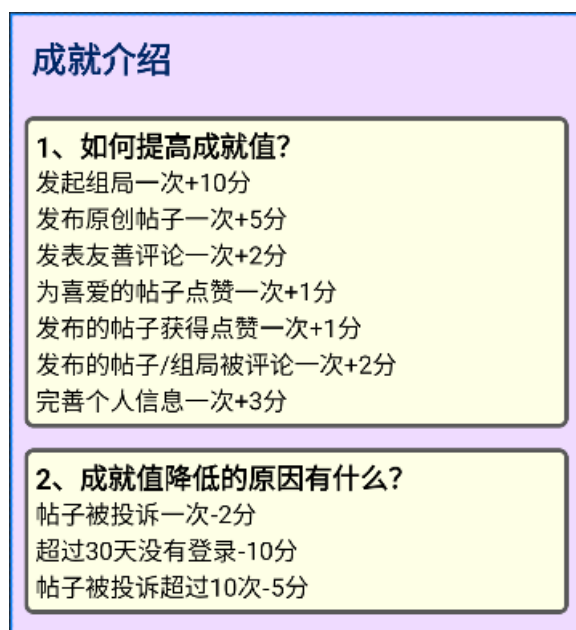 成就介绍
1、如何提高成就值？
发起组局一次+10分
发布原创帖子一次+5分
发表友善评论一次+2分
为喜爱的帖子点赞一次+1分
发布的帖子获得点赞一次+1分
发布的帖子/组局被评论一次+2分
完善个人信息一次+3分
2、成就值降低的原因有什么？
帖子被投诉一次-2分
超过30天没有登录-10分
帖子被投诉超过10次-5分